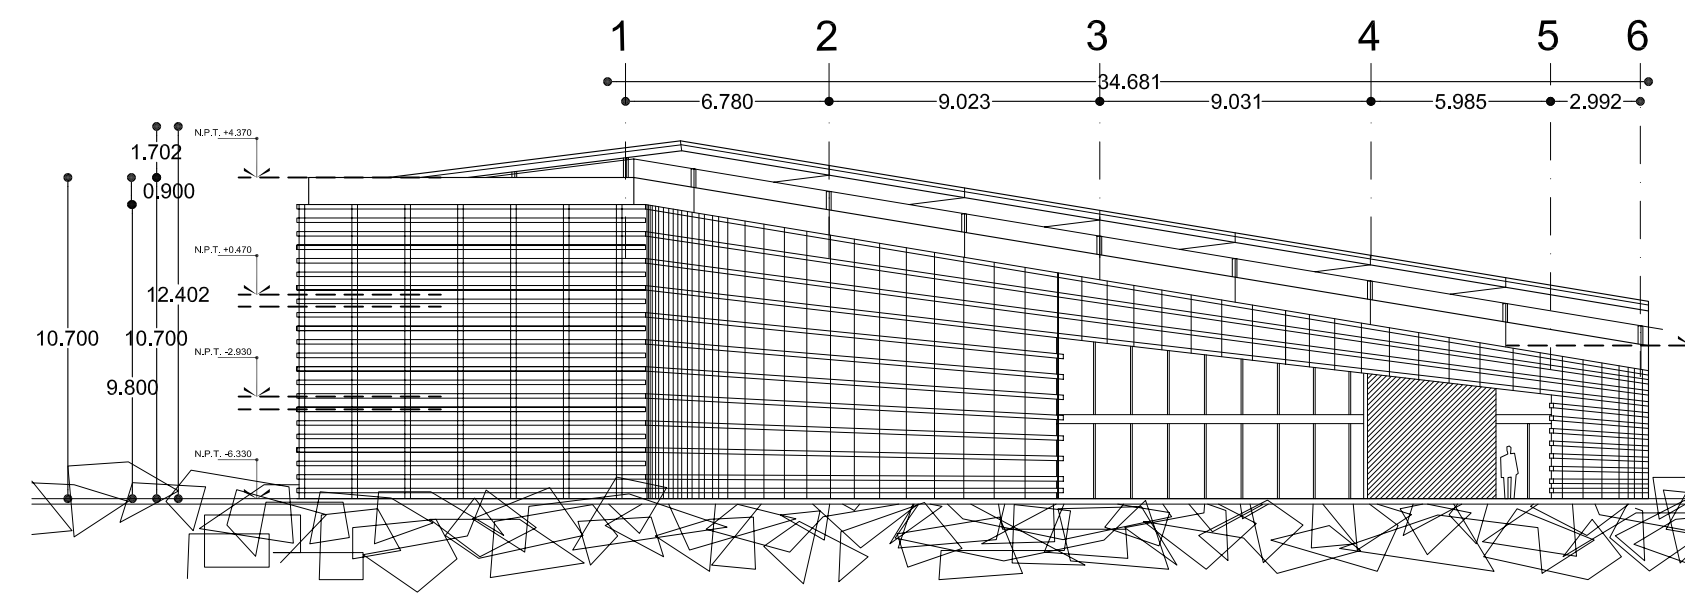 1 2 3 4 5 6
34.681
6.780 9.023 9.031 5.985 2.992
N.P.T. +4.370
1.702
0.900
N.P.T. +0.470
12.402
10.700 10.700
N.P.T. -2.930
9.800
N.P.T. -6.330